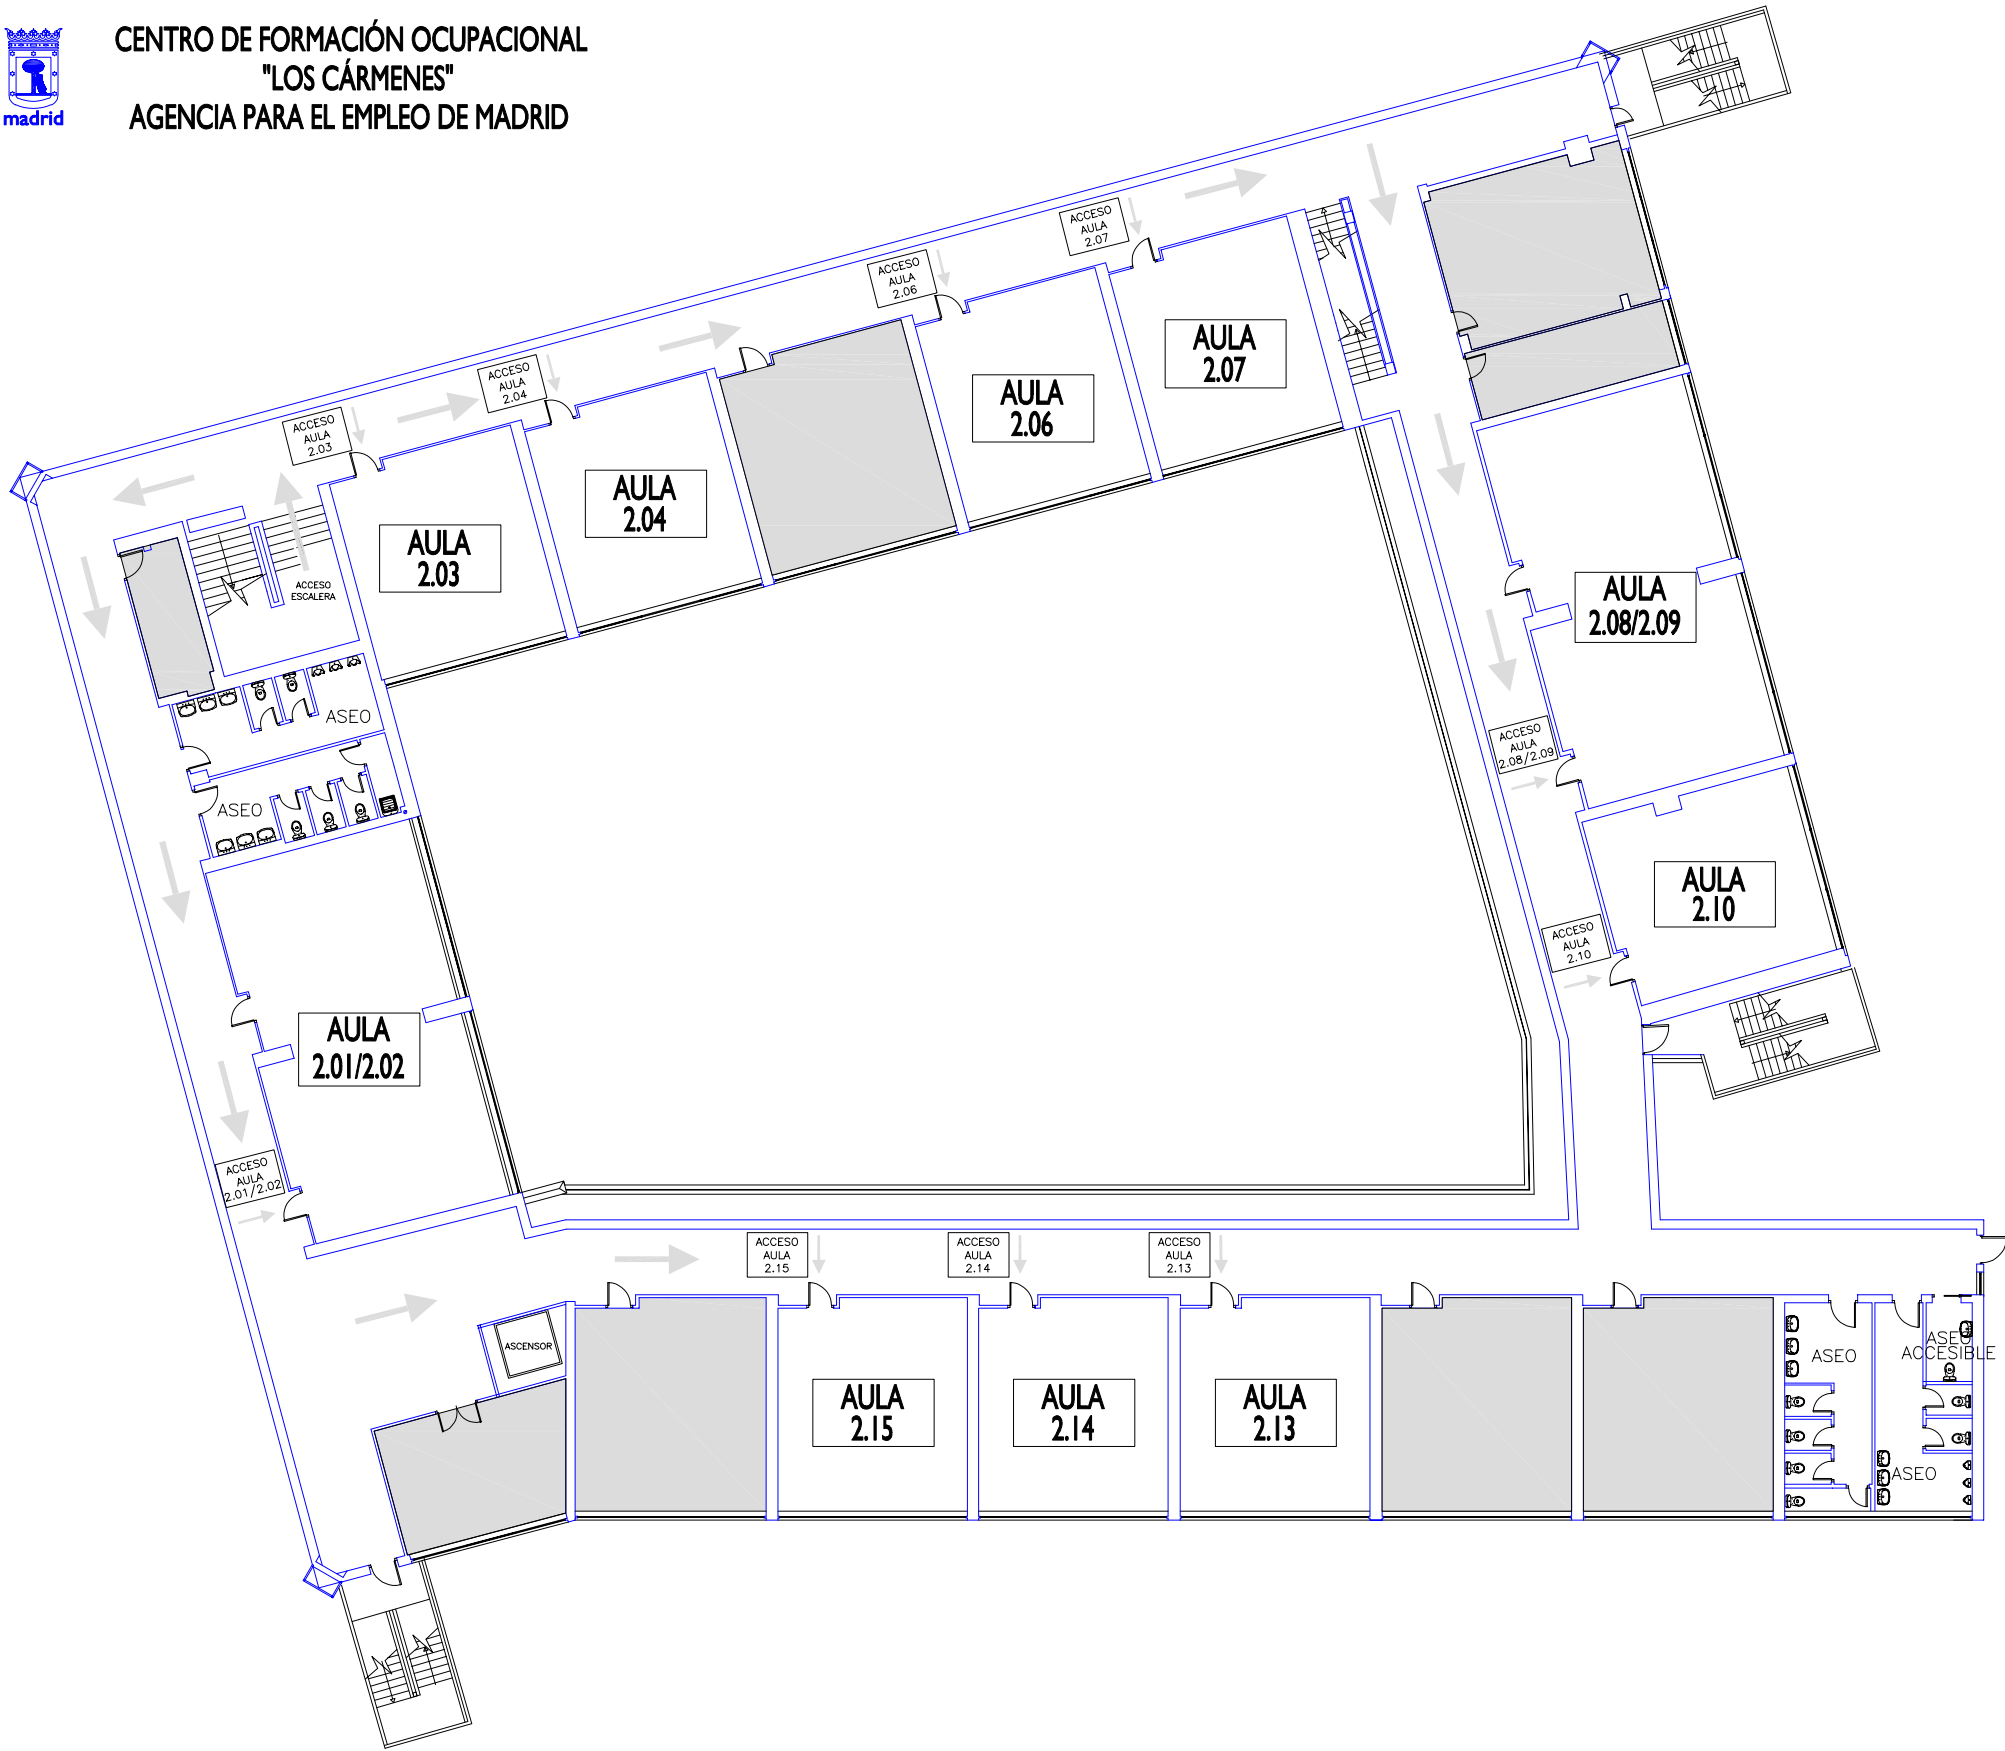 CENTRO DE FORMACIÓN OCUPACIONAL
"LOS CÁRMENES"
AGENCIA PARA EL EMPLEO DE MADRID
madrid
ACCESO
AULA
2.07
ACCESO
AULA
2.06
AULA
2.07
ACCESO
AULA
2.04
AULA
2.06
ACCESO
AULA
2.03
AULA
2.04
AULA
2.03
ACCESO
ESCALERA
AULA
2.08/2.09
ASEO
ACCESO
AULA
2.08/2.09
ASEO
AULA
2.10
ACCESO
AULA
2.10
AULA
2.01/2.02
ACCESO
AULA
2.01/2.02
ACCESO
AULA
2.15
ACCESO
AULA
2.14
ACCESO
AULA
2.13
ASCENSOR
ASEO
ASEO
ACCESIBLE
AULA
2.15
AULA
2.14
AULA
2.13
ASEO